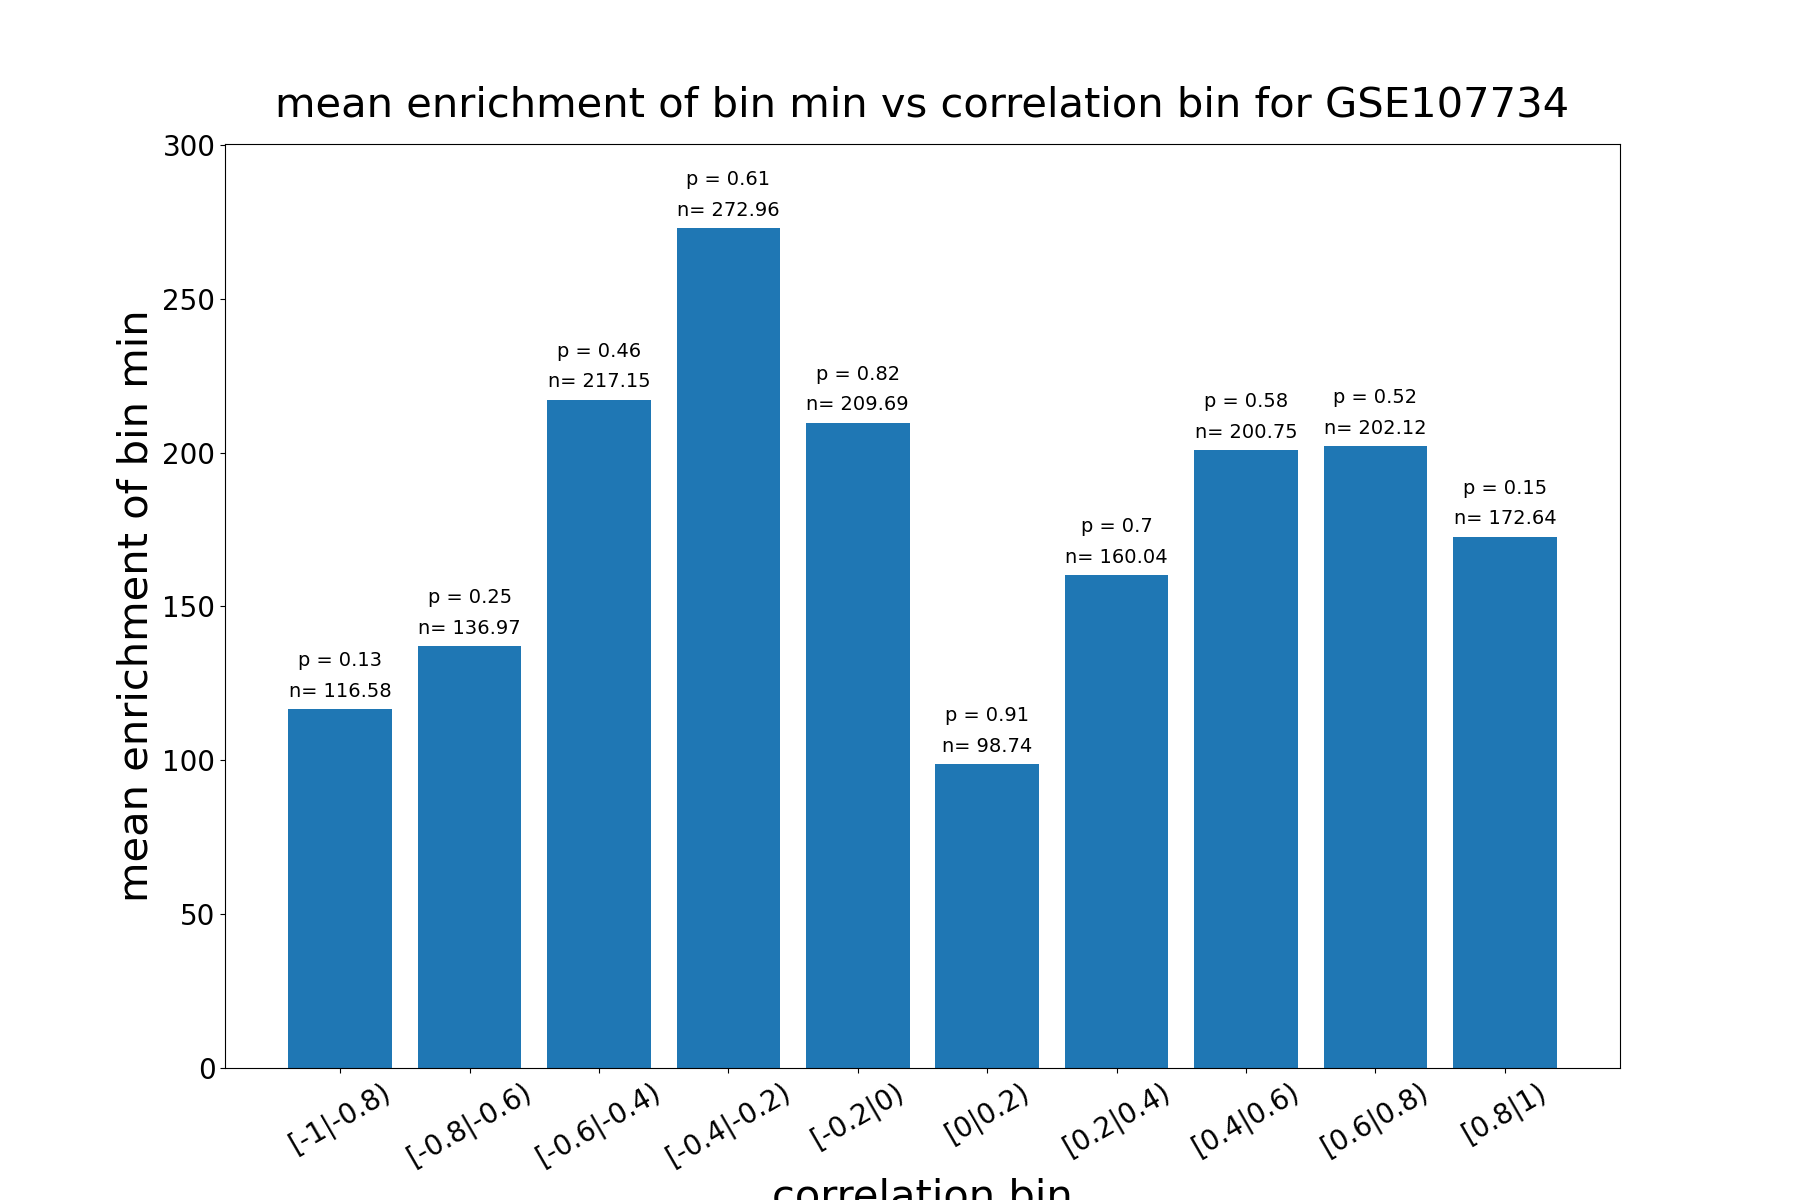 mean enrichment of bin min vs correlation bin for GSE107734
mean enrichment of bin min
300
250
200
150
100
50
0
p = 0.13
n= 116.58
p = 0.25
n= 136.97
p = 0.46
n= 217.15
p = 0.61
n= 272.96
p = 0.82
n= 209.69
p = 0.91
n= 98.74
p = 0.7
n= 160.04
p = 0.58
n= 200.75
p = 0.52
n= 202.12
p = 0.15
n= 172.64
[-1|-0.8)
[-0.8|-0.6)
[-0.6|-0.4)
[-0.4|-0.2)
[-0.2|0)
[0|0.2)
[0.2|0.4)
[0.4|0.6)
[0.6|0.8)
[0.8|1)
correlation bin